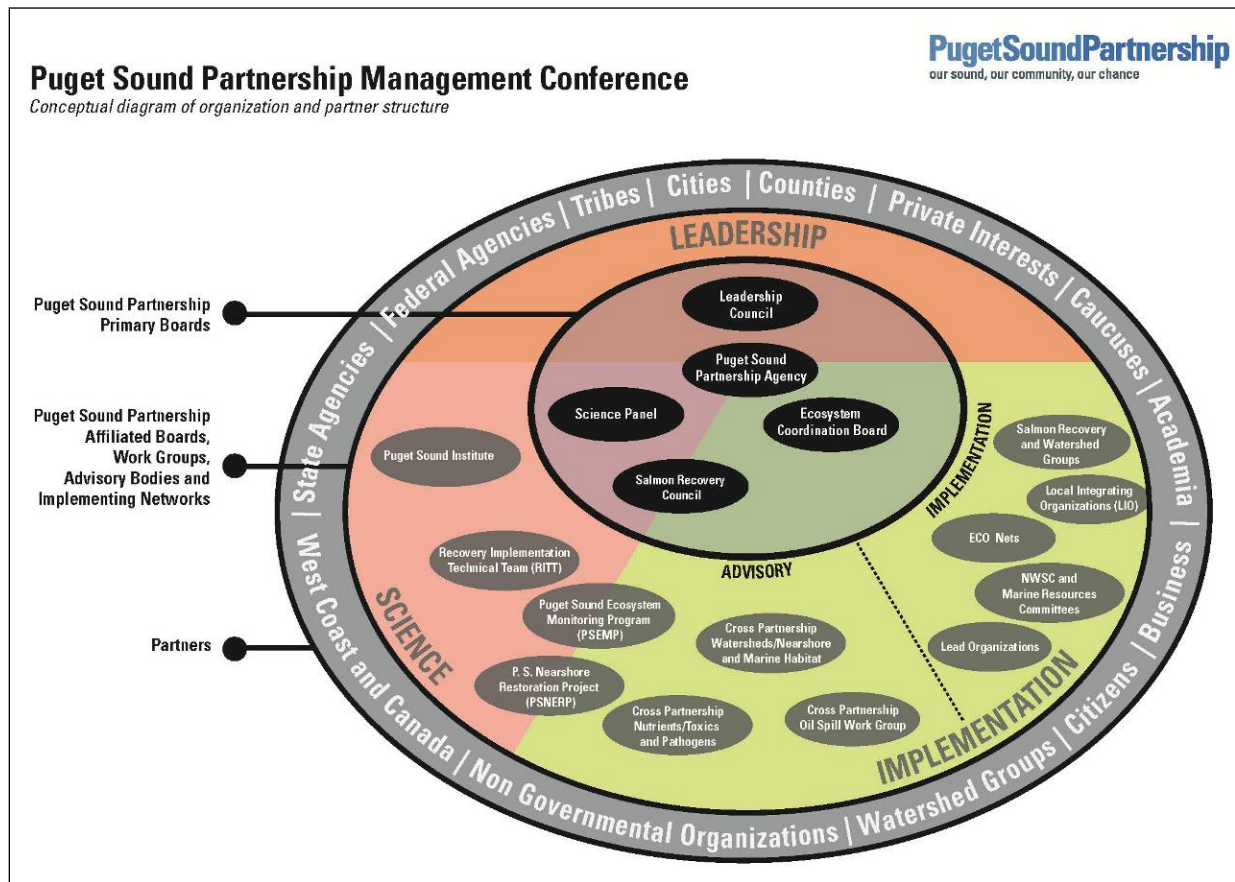 PugetSoundPartnership
our sound, our community, our chance
Puget Sound Partnership Management Conference
Conceptual diagram of organization and partner structure
| State Agencies | Federal Agencies | Tribes | Cities | Counties | Private Interests | Caucuses | Academia |
LEADERSHIP
Puget Sound Partnership
Primary Boards
Leadership
Council
Puget Sound
Partnership Agency
Science Panel
Ecosystem
Coordination Board
Salmon Recovery
Council
Puget Sound Partnership
Affiliated Boards,
Work Groups,
Advisory Bodies and
Implementing Networks
Puget Sound Institute
IMPLEMENTATION
Salmon Recovery
and Watershed
Groups
Local Integrating
Organizations (LIO)
ECO Nets
NWSC and
Marine Resources
Committees
Lead Organizations
ADVISORY
Recovery Implementation
Technical Team (RITT)
Puget Sound Ecosystem
Monitoring Program
(PSEMP)
P. S. Nearshore
Restoration Project
(PSNERP)
Cross Partnership
Watersheds/Nearshore
and Marine Habitat
Cross Partnership
Nutrients/Toxics
and Pathogens
Cross Partnership
Oil Spill Work Group
SCIENCE
IMPLEMENTATION
Partners
West Coast and Canada | Non Governmental Organizations | Watershed Groups | Citizens | Business |